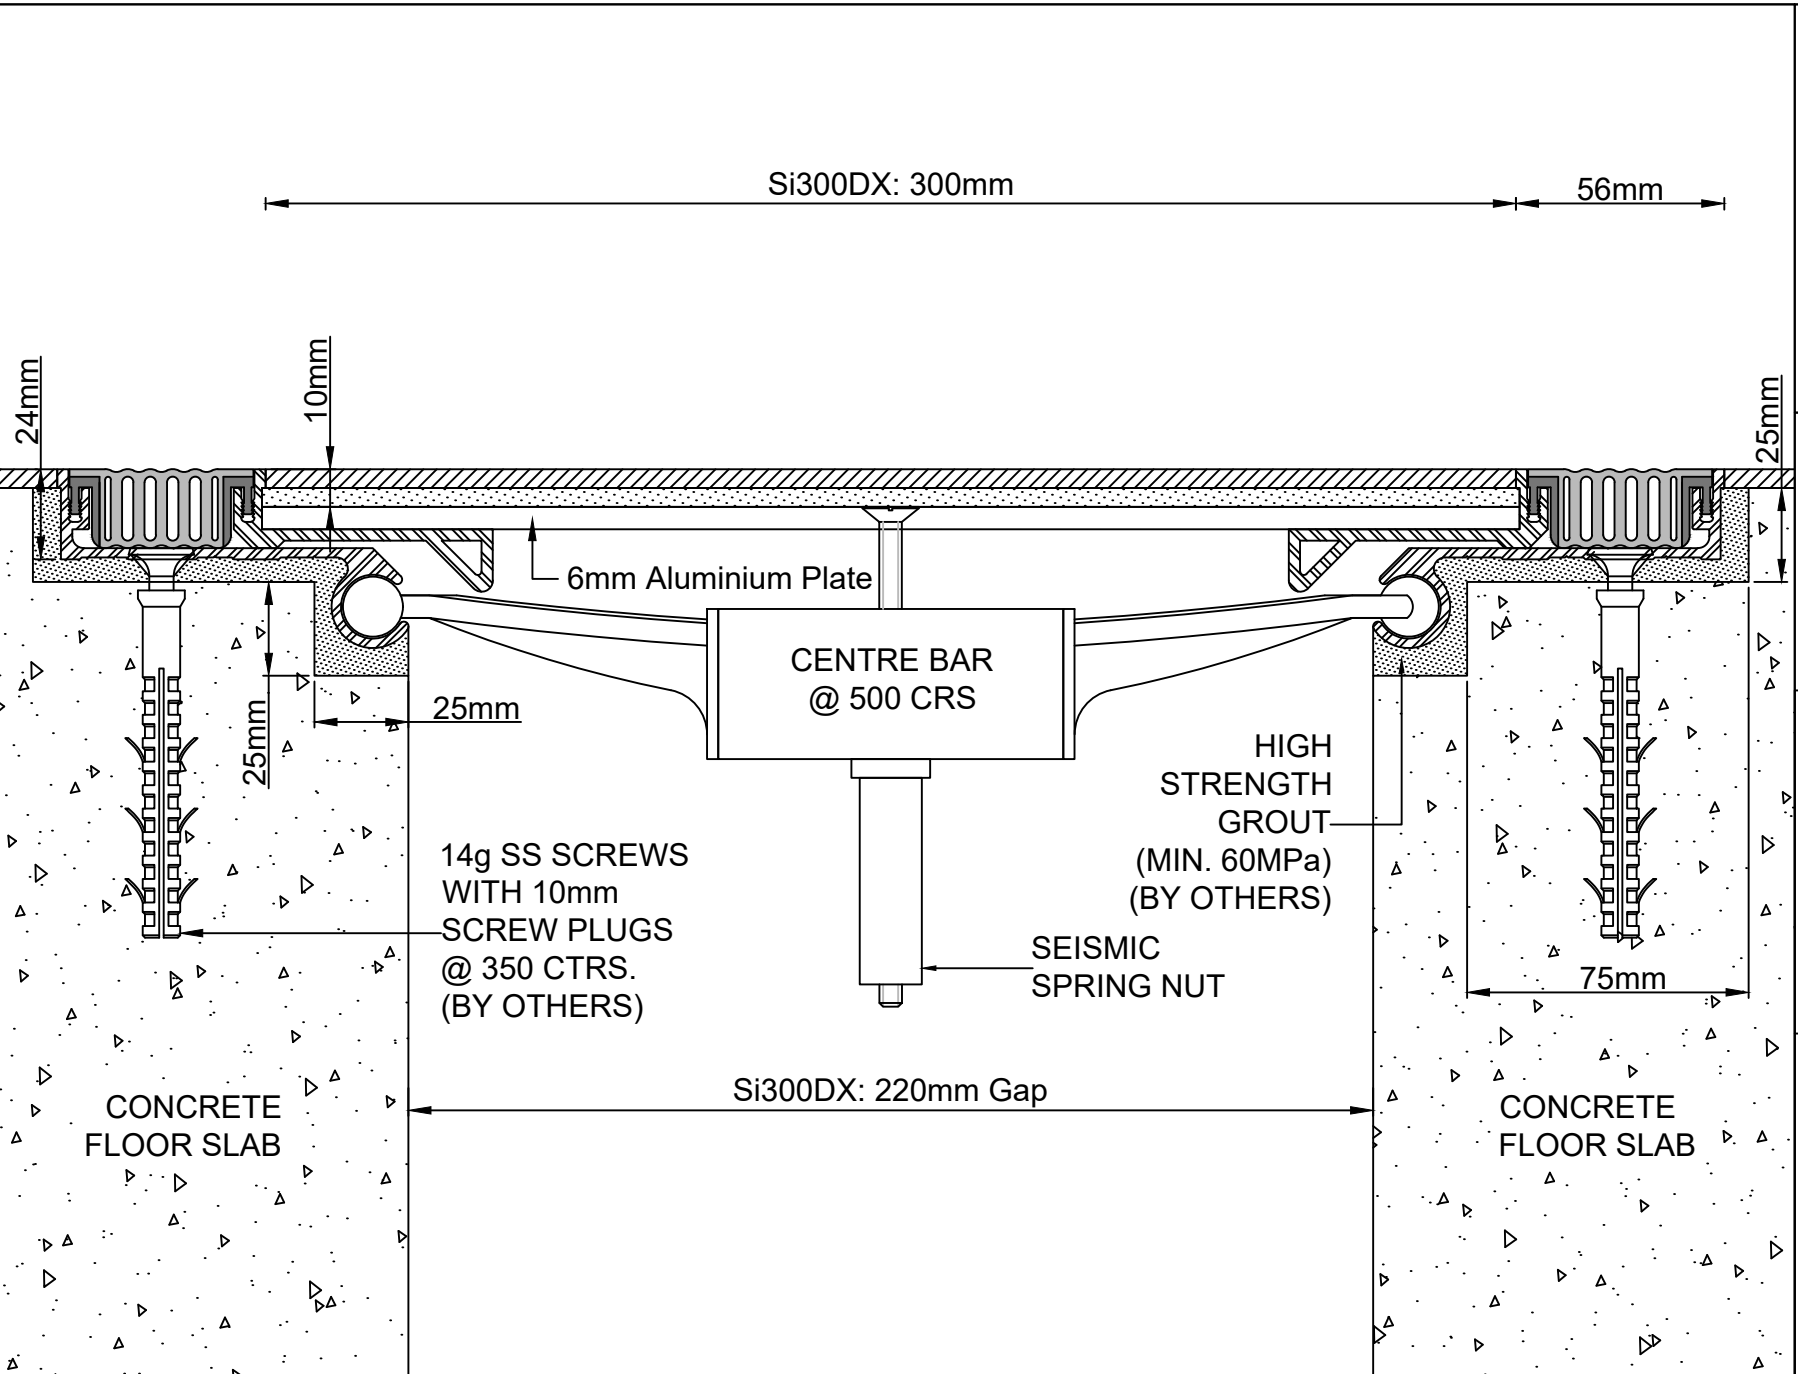 Si300DX: 300mm
56mm
24mm
10mm
25mm
6mm Aluminium Plate
CENTRE BAR
@ 500 CRS
25mm
25mm
HIGH
STRENGTH
GROUT
(MIN. 60MPa)
(BY OTHERS)
14g SS SCREWS
WITH 10mm
SCREW PLUGS
@ 350 CTRS.
(BY OTHERS)
SEISMIC
SPRING NUT
75mm
Si300DX: 220mm Gap
CONCRETE
FLOOR SLAB
CONCRETE
FLOOR SLAB